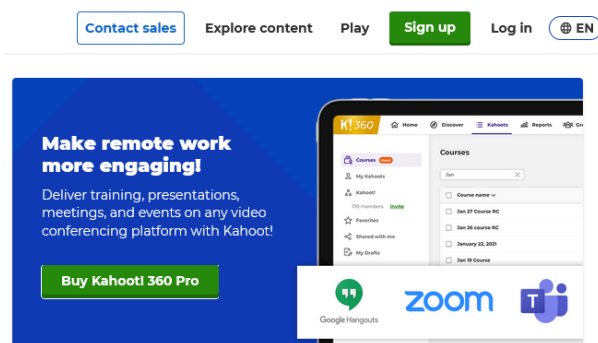 Contact sales Explore content Play Sign up Log in EN
Make remote work
more engaging!
Deliver training, presentations,
meetings, and events on any video
conferencing platform with Kahoot!
Buy Kahoot! 360 Pro
K! 360 Home Discover Kahoots Reports Gr
Courses New!
My Kahoots
Kahoot!
170 members Invite
Favorites
Shared with me
My Drafts
Courses
Jan
Course name
Jan 27 Course RC
Jan 26 course RC
January 22, 2021
Jan 19 Course
Google Hangouts
zoom
T